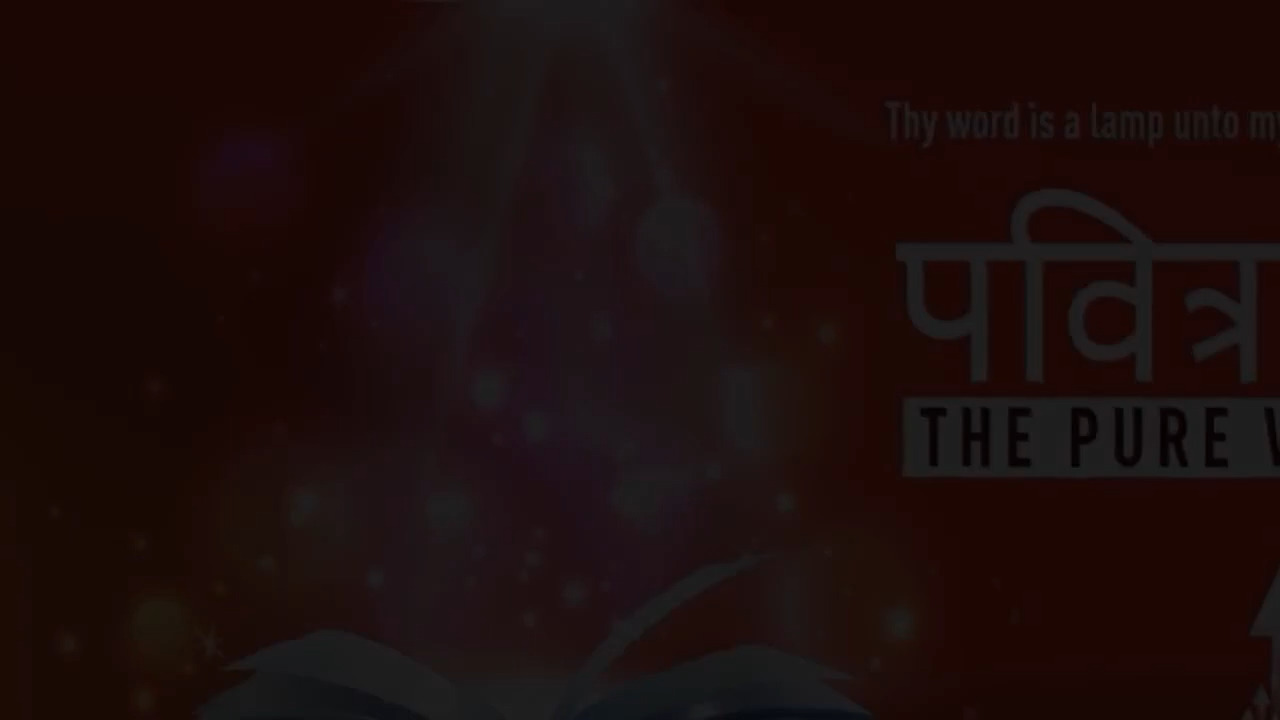 Thy word is a lamp unto m
पवित्र
THE PURE